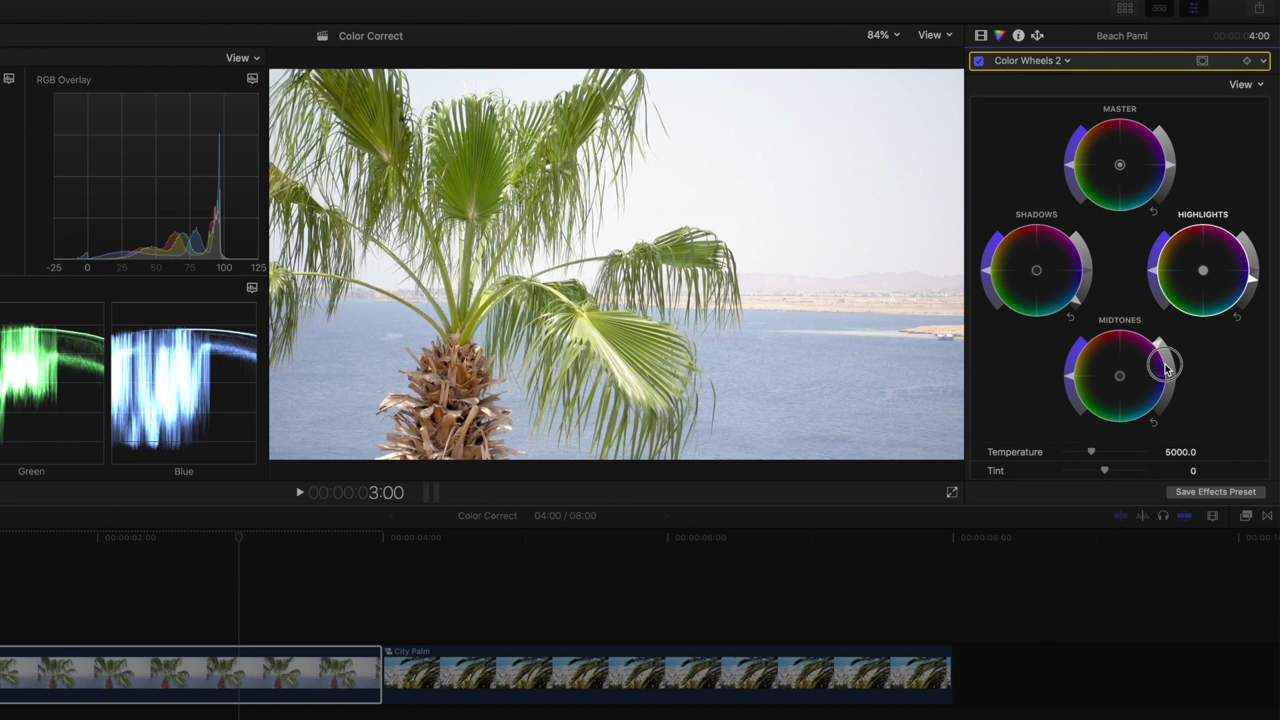 Color Correct
84%
View
Beach Paml
00:00:04:00
View
RGB Overlay
Color Wheels 2
View
MASTER
SHADOWS
HIGHLIGHTS
MIDTONES
-25 0 25 50 75 100 125
Green
Blue
Temperature
5000.0
Tint
0
00:00:03:00
Save Effects Preset
Color Correct
04:00 / 08:00
00:00:02:00
00:00:04:00
00:00:06:00
00:00:08:00
City Palm